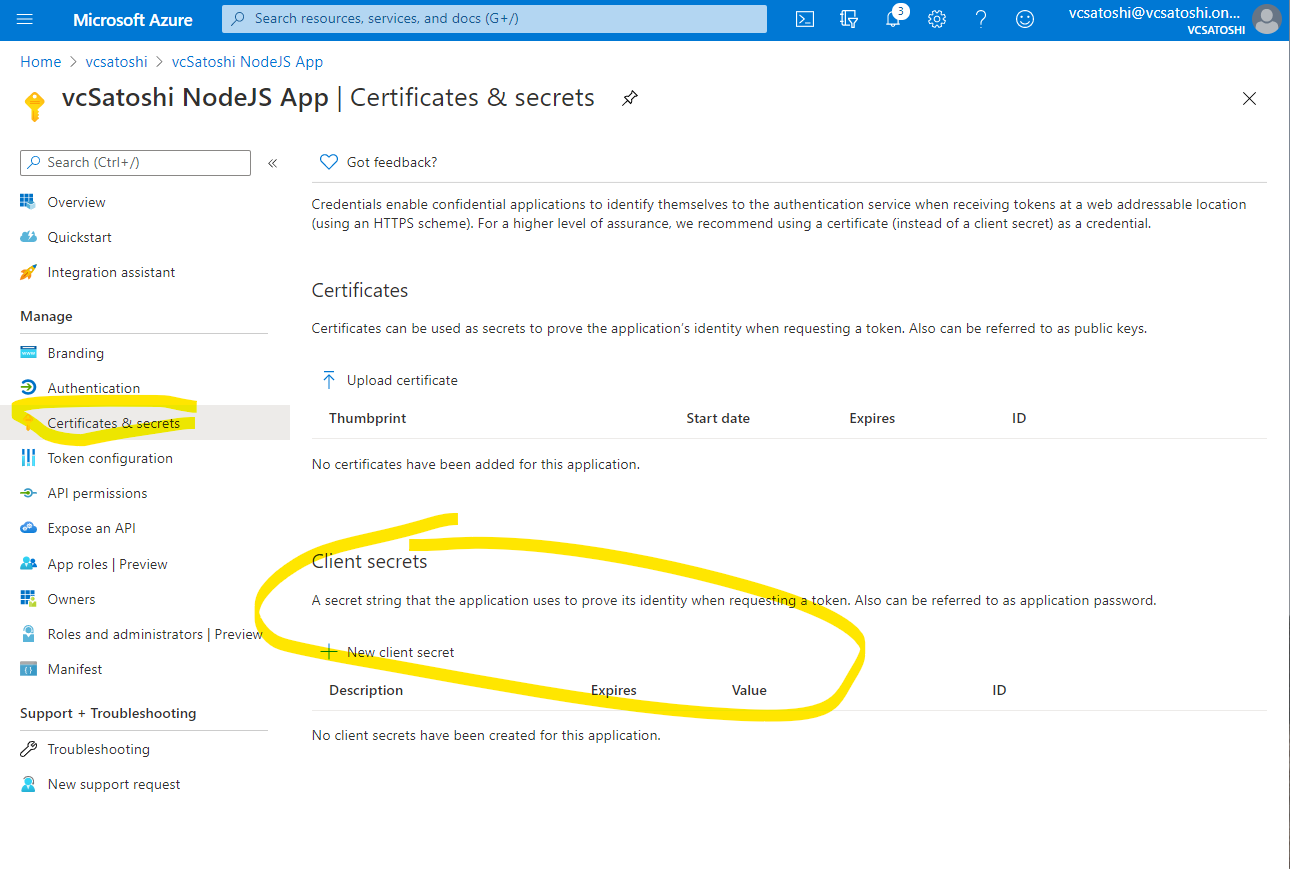 Microsoft Azure
Search resources, services, and docs (G+/)
3
vcsatoshi@vcsatoshi.on...
VCSATOSHI
Home > vcsatoshi > vcSatoshi NodeJS App
vcSatoshi NodeJS App | Certificates & secrets
Search (Ctrl+/)
«
Overview
Quickstart
Integration assistant
Manage
Branding
Authentication
Certificates & secrets
Token configuration
API permissions
Expose an API
App roles | Preview
Owners
Roles and administrators | Preview
Manifest
Support + Troubleshooting
Troubleshooting
New support request
Got feedback?
Credentials enable confidential applications to identify themselves to the authentication service when receiving tokens at a web addressable location
(using an HTTPS scheme). For a higher level of assurance, we recommend using a certificate (instead of a client secret) as a credential.
Certificates
Certificates can be used as secrets to prove the application’s identity when requesting a token. Also can be referred to as public keys.
Upload certificate
Thumbprint Start date Expires ID
No certificates have been added for this application.
Client secrets
A secret string that the application uses to prove its identity when requesting a token. Also can be referred to as application password.
New client secret
Description Expires Value ID
No client secrets have been created for this application.